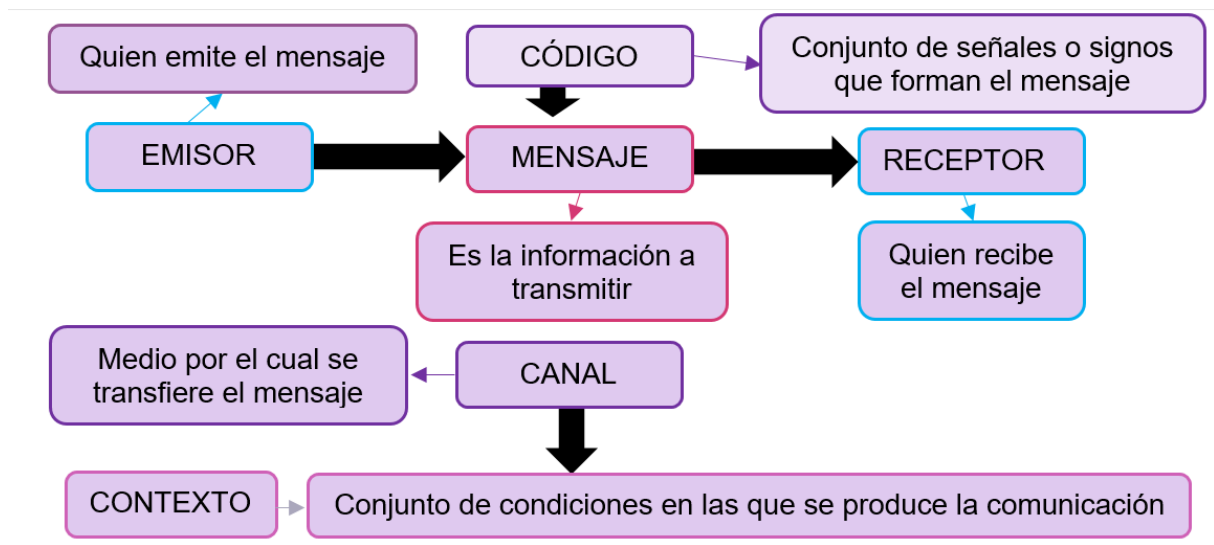 Quien emite el mensaje
CÓDIGO
Conjunto de señales o signos
que forman el mensaje
EMISOR
MENSAJE
RECEPTOR
Es la información a
transmitir
Quien recibe
el mensaje
Medio por el cual se
transfiere el mensaje
CANAL
CONTEXTO
Conjunto de condiciones en las que se produce la comunicación